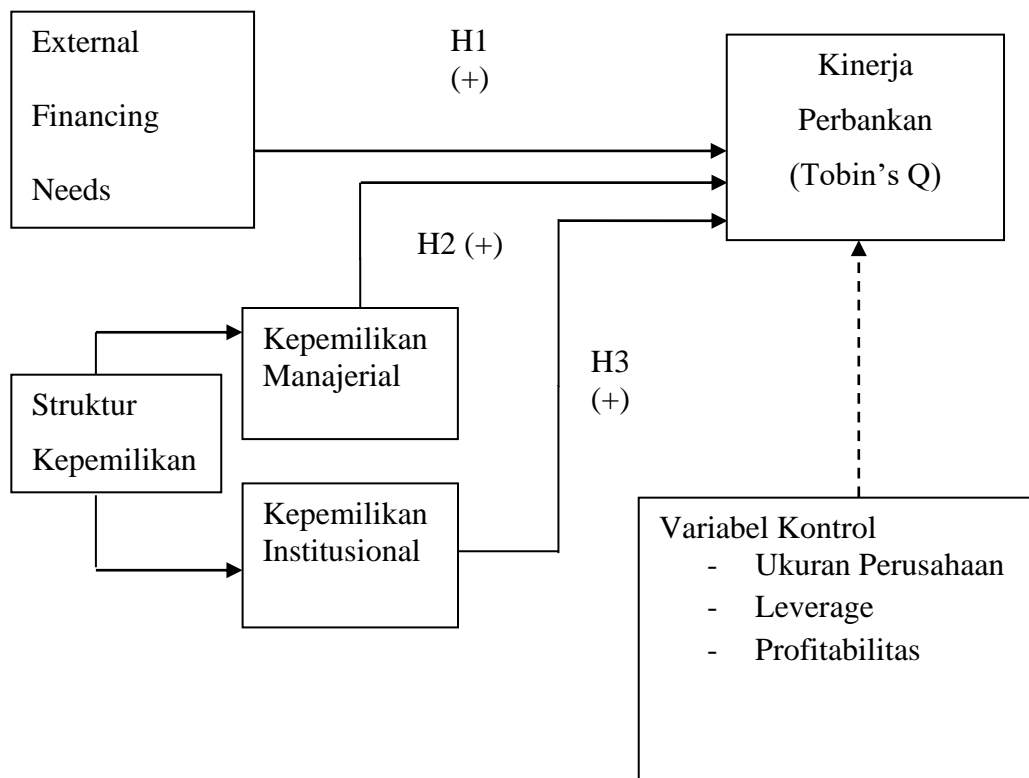 External
Financing
Needs
H1
(+)
Kinerja
Perbankan
(Tobin’s Q)
H2 (+)
Kepemilikan
Manajerial
H3
(+)
Struktur
Kepemilikan
Kepemilikan
Institusional
Variabel Kontrol
- Ukuran Perusahaan
- Leverage
- Profitabilitas